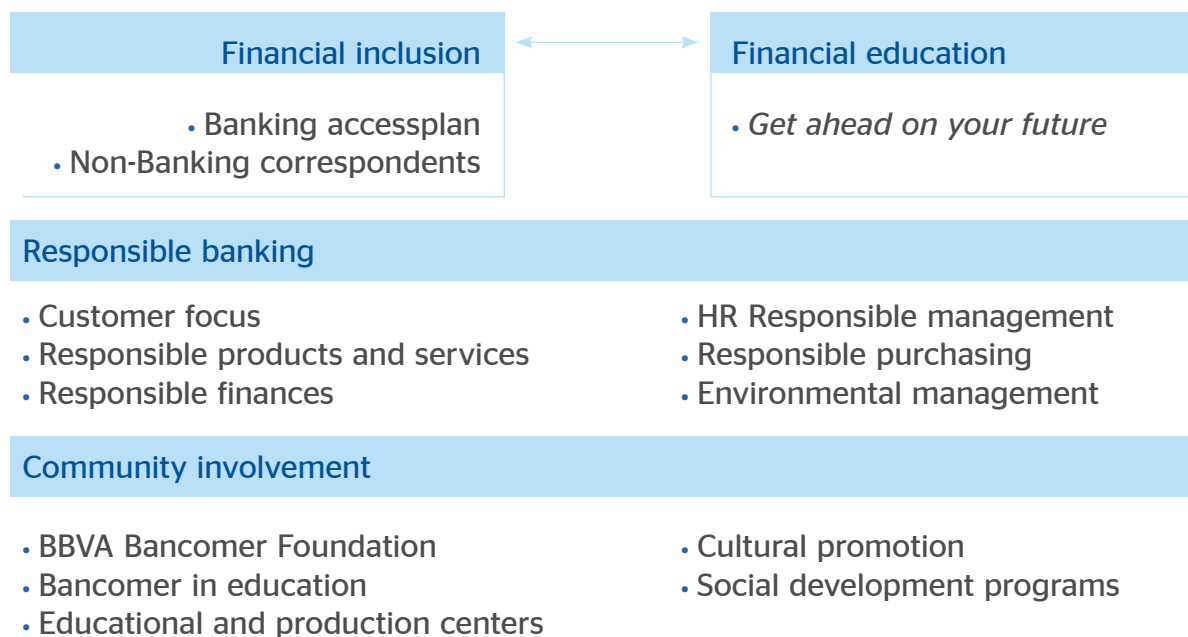 Financial inclusion
• Banking accessplan
• Non-Banking correspondents
Financial education
• Get ahead on your future
Responsible banking
• Customer focus
• Responsible products and services
• Responsible finances
• HR Responsible management
• Responsible purchasing
• Environmental management
Community involvement
• BBVA Bancomer Foundation
• Bancomer in education
• Educational and production centers
• Cultural promotion
• Social development programs